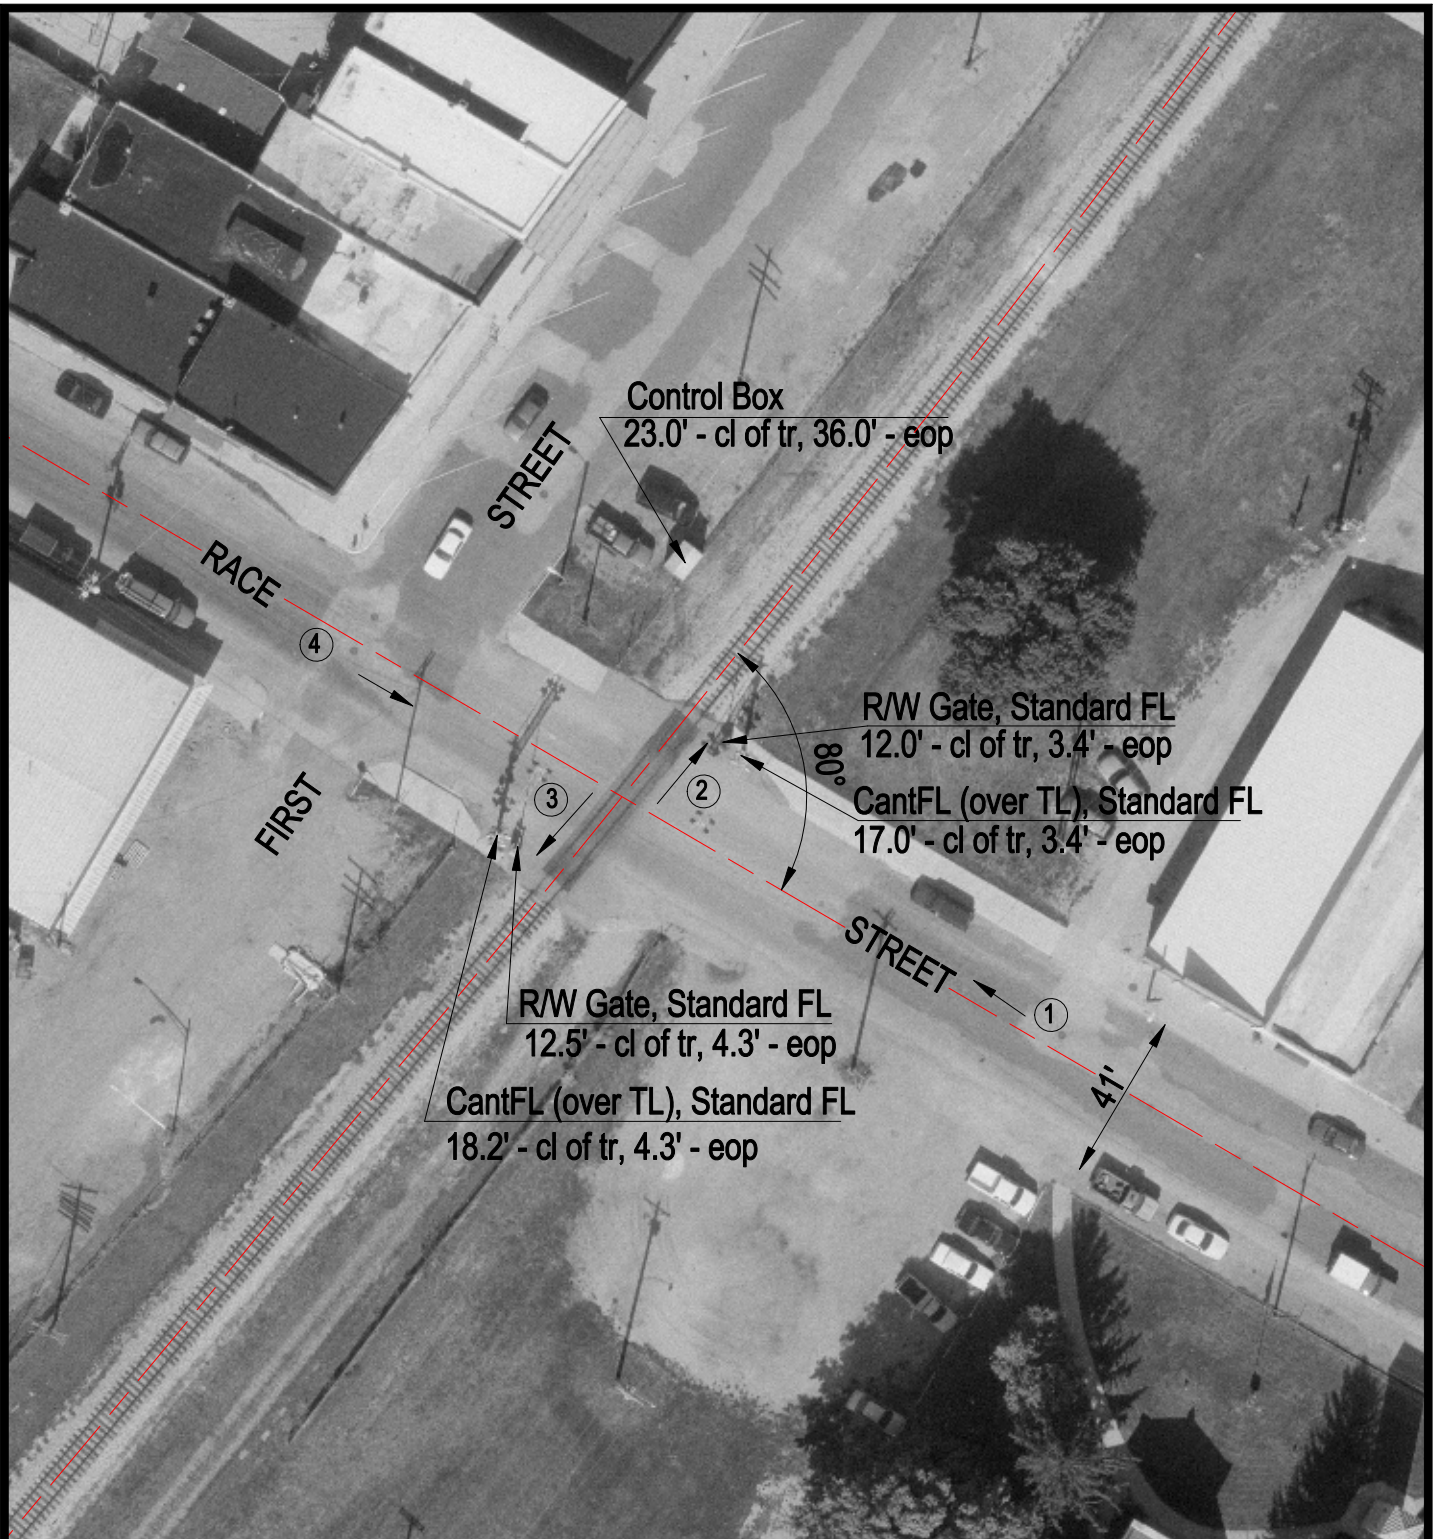 Control Box
23.0' - cl of tr, 36.0' - eop
STREET
RACE
4
R/W Gate, Standard FL
12.0' - cl of tr, 3.4' - eop
80°
2
3
CantFL (over TL), Standard FL
17.0' - cl of tr, 3.4' - eop
FIRST
STREET
1
R/W Gate, Standard FL
12.5' - cl of tr, 4.3' - eop
41'
CantFL (over TL), Standard FL
18.2' - cl of tr, 4.3' - eop